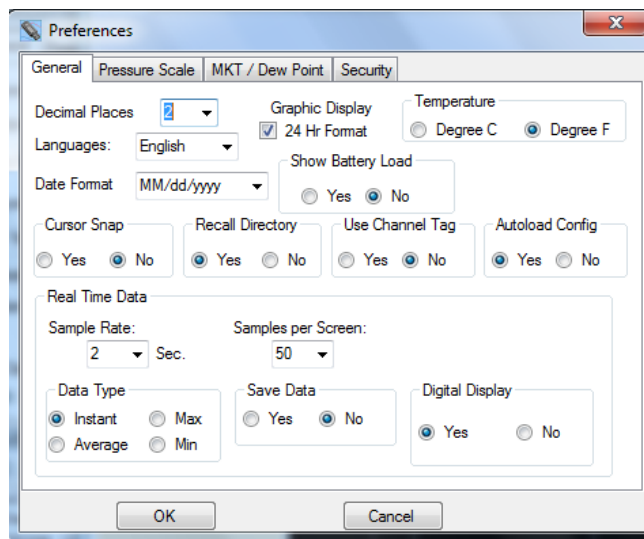 Preferences
General Pressure Scale MKT / Dew Point Security
Decimal Places 2
Graphic Display
24 Hr Format
Temperature
Degree C Degree F
Languages: English
Show Battery Load
Yes No
Date Format MM/dd/yyyy
Cursor Snap
Yes No
Recall Directory
Yes No
Use Channel Tag
Yes No
Autoload Config
Yes No
Real Time Data
Sample Rate:
2 Sec.
Samples per Screen:
50
Data Type
Instant Max
Average Min
Save Data
Yes No
Digital Display
Yes No
OK Cancel